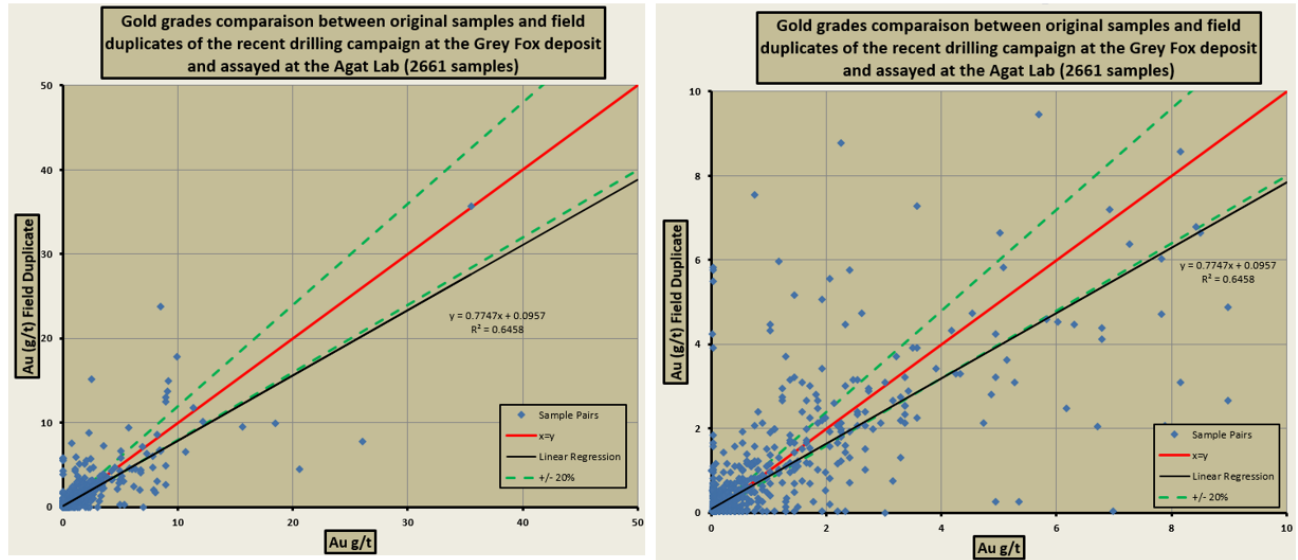 Gold grades comparaison between original samples and field
duplicates of the recent drilling campaign at the Grey Fox deposit
and assayed at the Agat Lab (2661 samples)
50
40
30
20
10
0
Au (g/t) Field Duplicate
y = 0.7747x + 0.0957
R² = 0.6458
Sample Pairs
x=y
Linear Regression
+/- 20%
0
10
20
30
40
50
Au g/t
Gold grades comparaison between original samples and field
duplicates of the recent drilling campaign at the Grey Fox deposit
and assayed at the Agat Lab (2661 samples)
10
8
6
4
2
0
Au (g/t) Field Duplicate
y = 0.7747x + 0.0957
R² = 0.6458
Sample Pairs
x=y
Linear Regression
+/- 20%
0
2
4
6
8
10
Au g/t